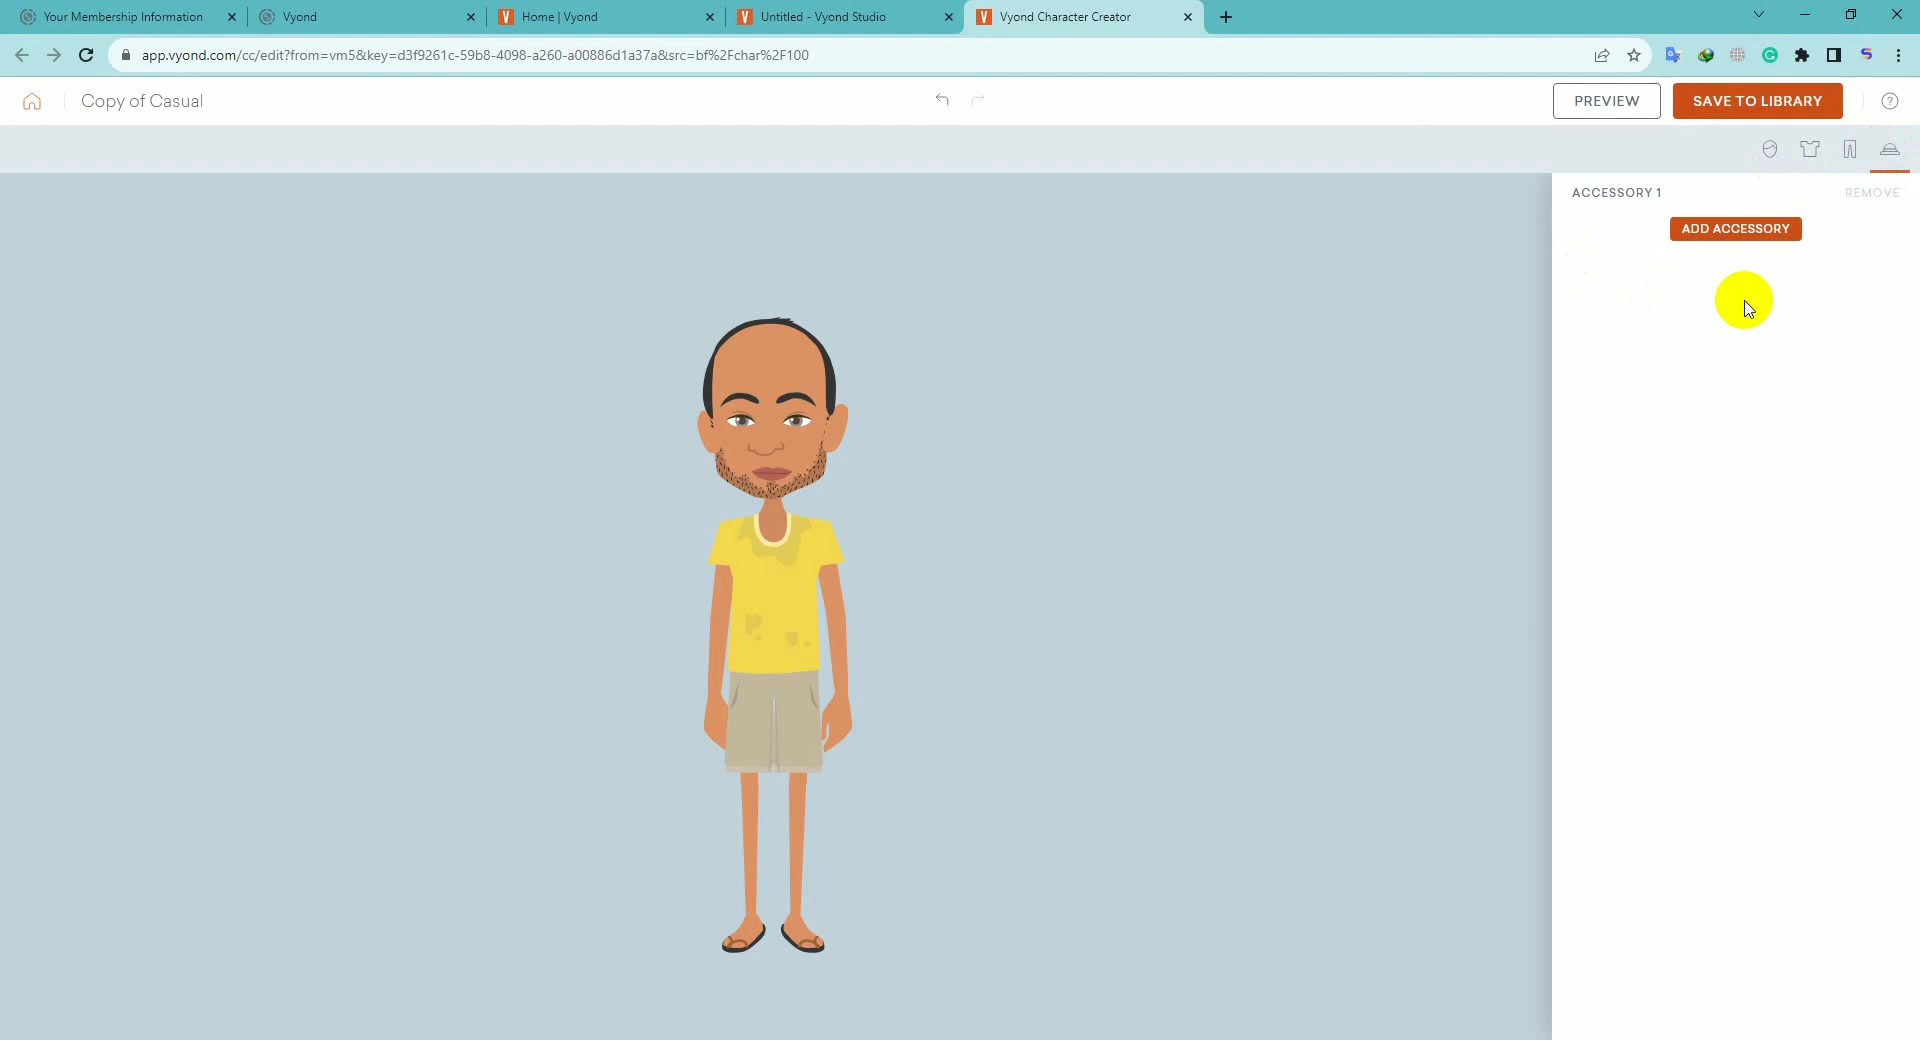 Your Membership Information
Vyond
Home | Vyond
Untitled - Vyond Studio
Vyond Character Creator
app.vyond.com/cc/edit?from=vm5&key=d3f9261c-59b8-4098-a260-a00886d1a37a&src=bf%2Fchar%2F100
Copy of Casual
PREVIEW
SAVE TO LIBRARY
ACCESSORY 1
REMOVE
ADD ACCESSORY